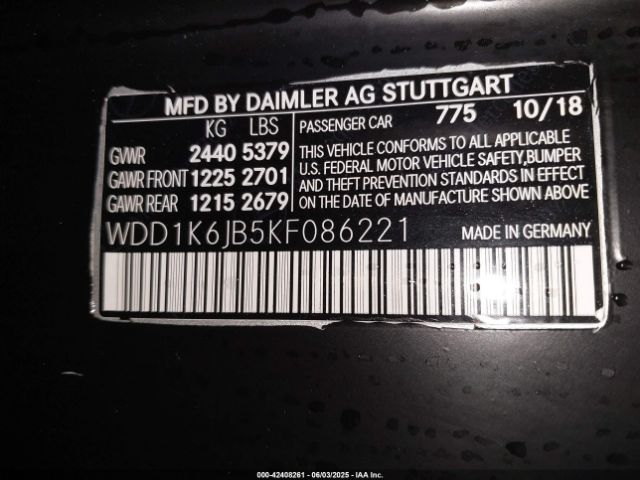 MFD BY DAIMLER AG STUTTGART
KG LBS PASSENGER CAR 775 10/18
GVWR 2440 5379
GAWR FRONT 1225 2701
GAWR REAR 1215 2679
THIS VEHICLE CONFORMS TO ALL APPLICABLE
U.S. FEDERAL MOTOR VEHICLE SAFETY,BUMPER
AND THEFT PREVENTION STANDARDS IN EFFECT
ON THE DATE OF MANUFACTURE SHOWN ABOVE
WDD1K6JB5KF086221 MADE IN GERMANY
000-42408261 - 06/03/2025 - IAA Inc.